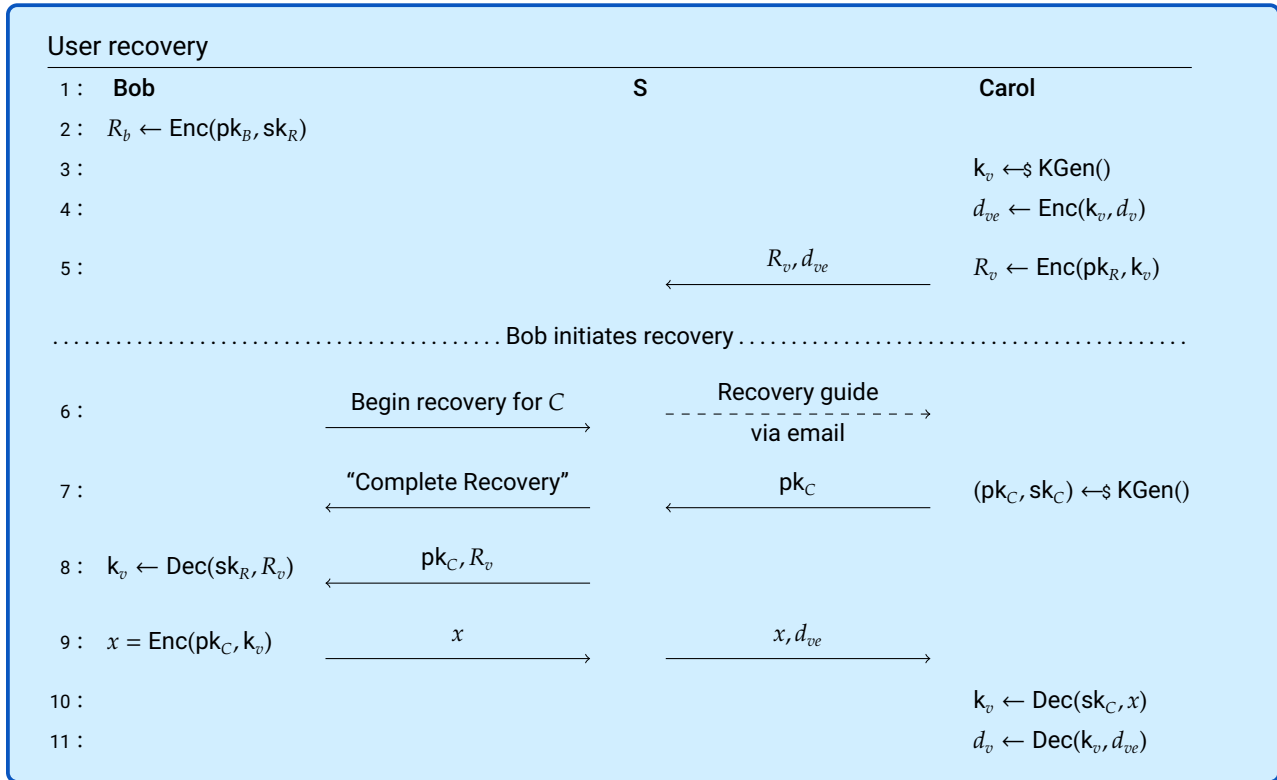 User recovery
1 : Bob S Carol
2 : R_b ← Enc(pk_B, sk_R)
3 : k_v ←$ KGen()
4 : d_ve ← Enc(k_v, d_v)
5 : R_v, d_ve R_v ← Enc(pk_R, k_v)
Bob initiates recovery
6 : Begin recovery for C Recovery guide
via email
7 : “Complete Recovery” pk_C (pk_C, sk_C) ←$ KGen()
8 : k_v ← Dec(sk_R, R_v) pk_C, R_v
9 : x = Enc(pk_C, k_v) x x, d_ve
10 : k_v ← Dec(sk_C, x)
11 : d_v ← Dec(k_v, d_ve)